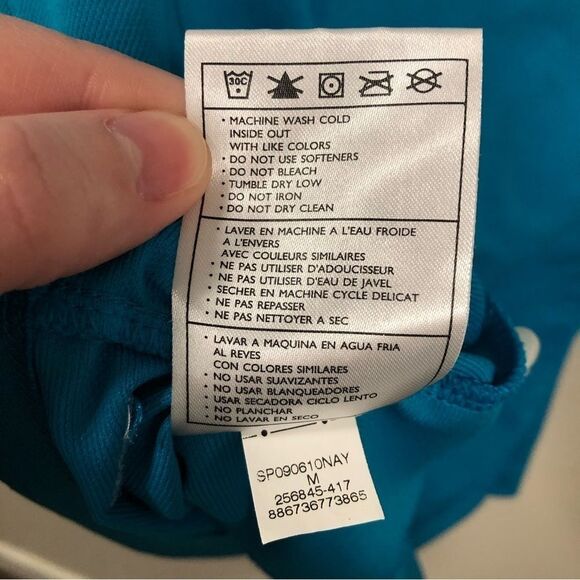 30C
• MACHINE WASH COLD
INSIDE OUT
WITH LIKE COLORS
• DO NOT USE SOFTENERS
• DO NOT BLEACH
• TUMBLE DRY LOW
• DO NOT IRON
• DO NOT DRY CLEAN
• LAVER EN MACHINE A L'EAU FROIDE
A L'ENVERS
AVEC COULEURS SIMILAIRES
• NE PAS UTILISER D'ADOUCISSEUR
• NE PAS UTILISER D'EAU DE JAVEL
• SECHER EN MACHINE CYCLE DELICAT
• NE PAS REPASSER
• NE PAS NETTOYER A SEC
• LAVAR A MAQUINA EN AGUA FRIA
AL REVES
CON COLORES SIMILARES
• NO USAR SUAVIZANTES
• NO USAR BLANQUEADORES
• USAR SECADORA CICLO LENTO
• NO PLANCHAR
• NO LAVAR EN SECO
SP090610NAY
M
256845-417
886736773865